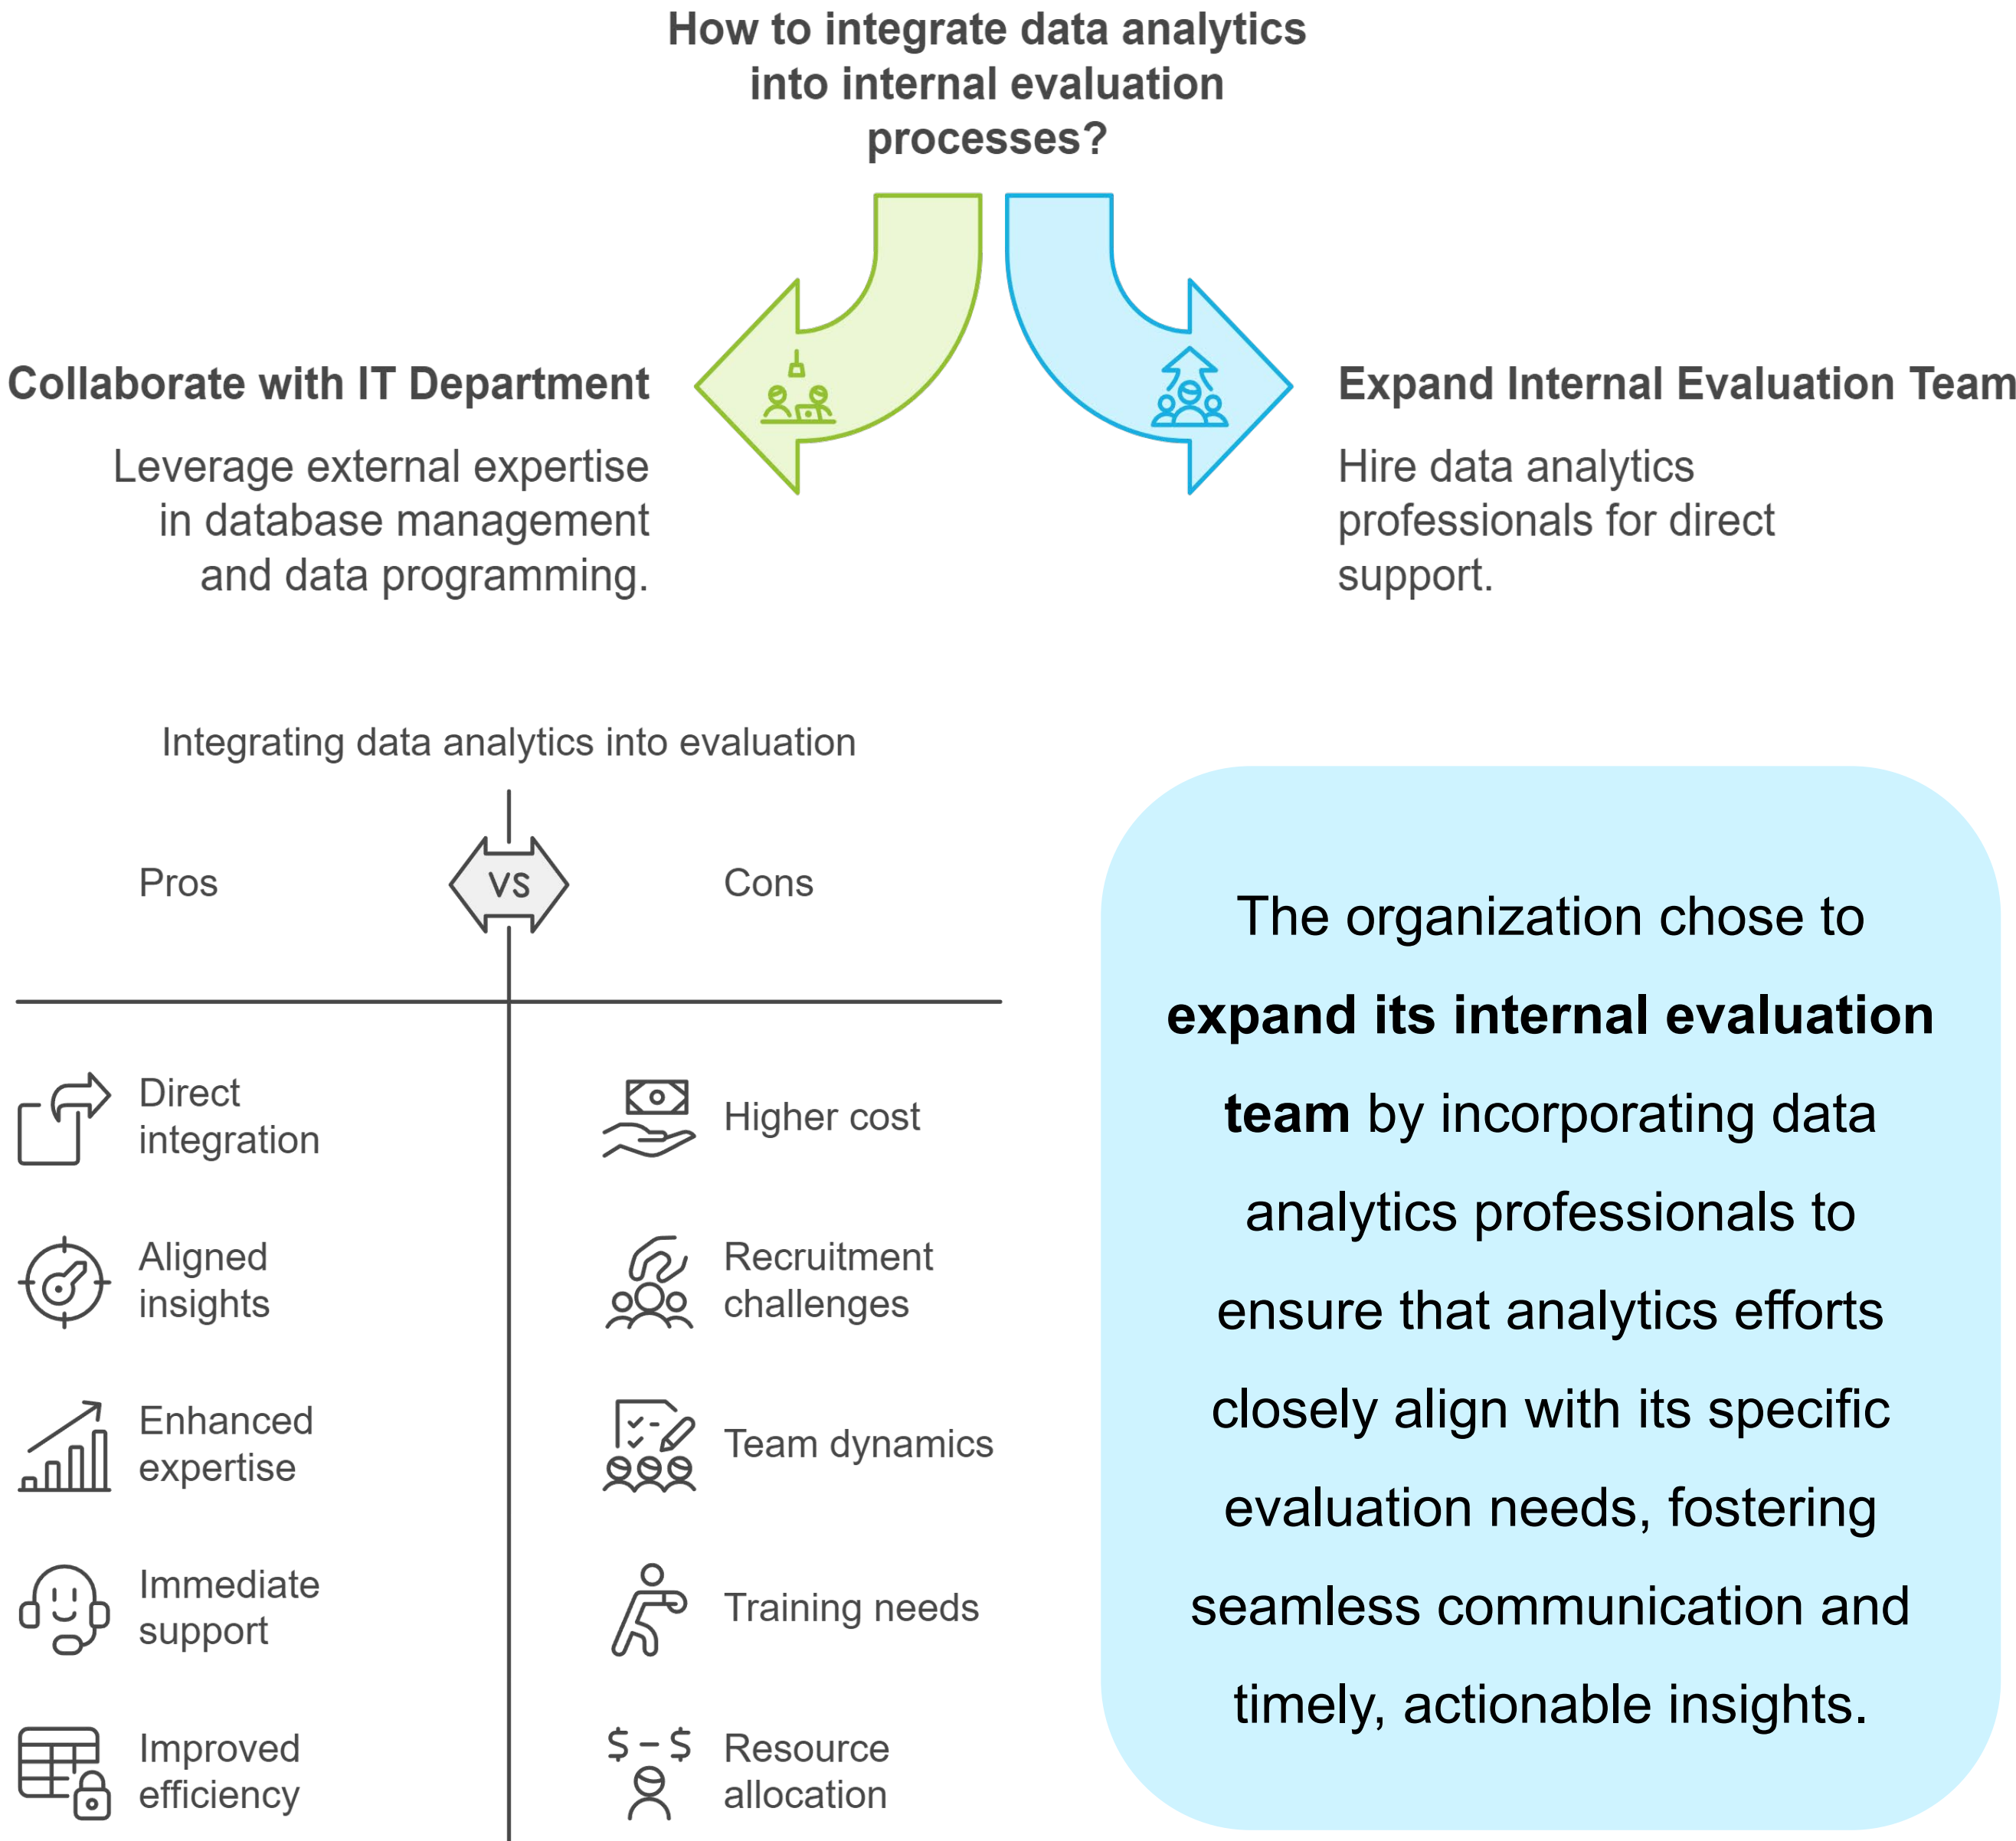 How to integrate data analytics
into internal evaluation
processes?
Collaborate with IT Department
Leverage external expertise
in database management
and data programming.
Expand Internal Evaluation Team
Hire data analytics
professionals for direct
support.
Integrating data analytics into evaluation
Pros
VS
Cons
Direct
integration
Higher cost
Aligned
insights
Recruitment
challenges
Enhanced
expertise
Team dynamics
Immediate
support
Training needs
Improved
efficiency
$ - $
Resource
allocation
The organization chose to
expand its internal evaluation
team by incorporating data
analytics professionals to
ensure that analytics efforts
closely align with its specific
evaluation needs, fostering
seamless communication and
timely, actionable insights.